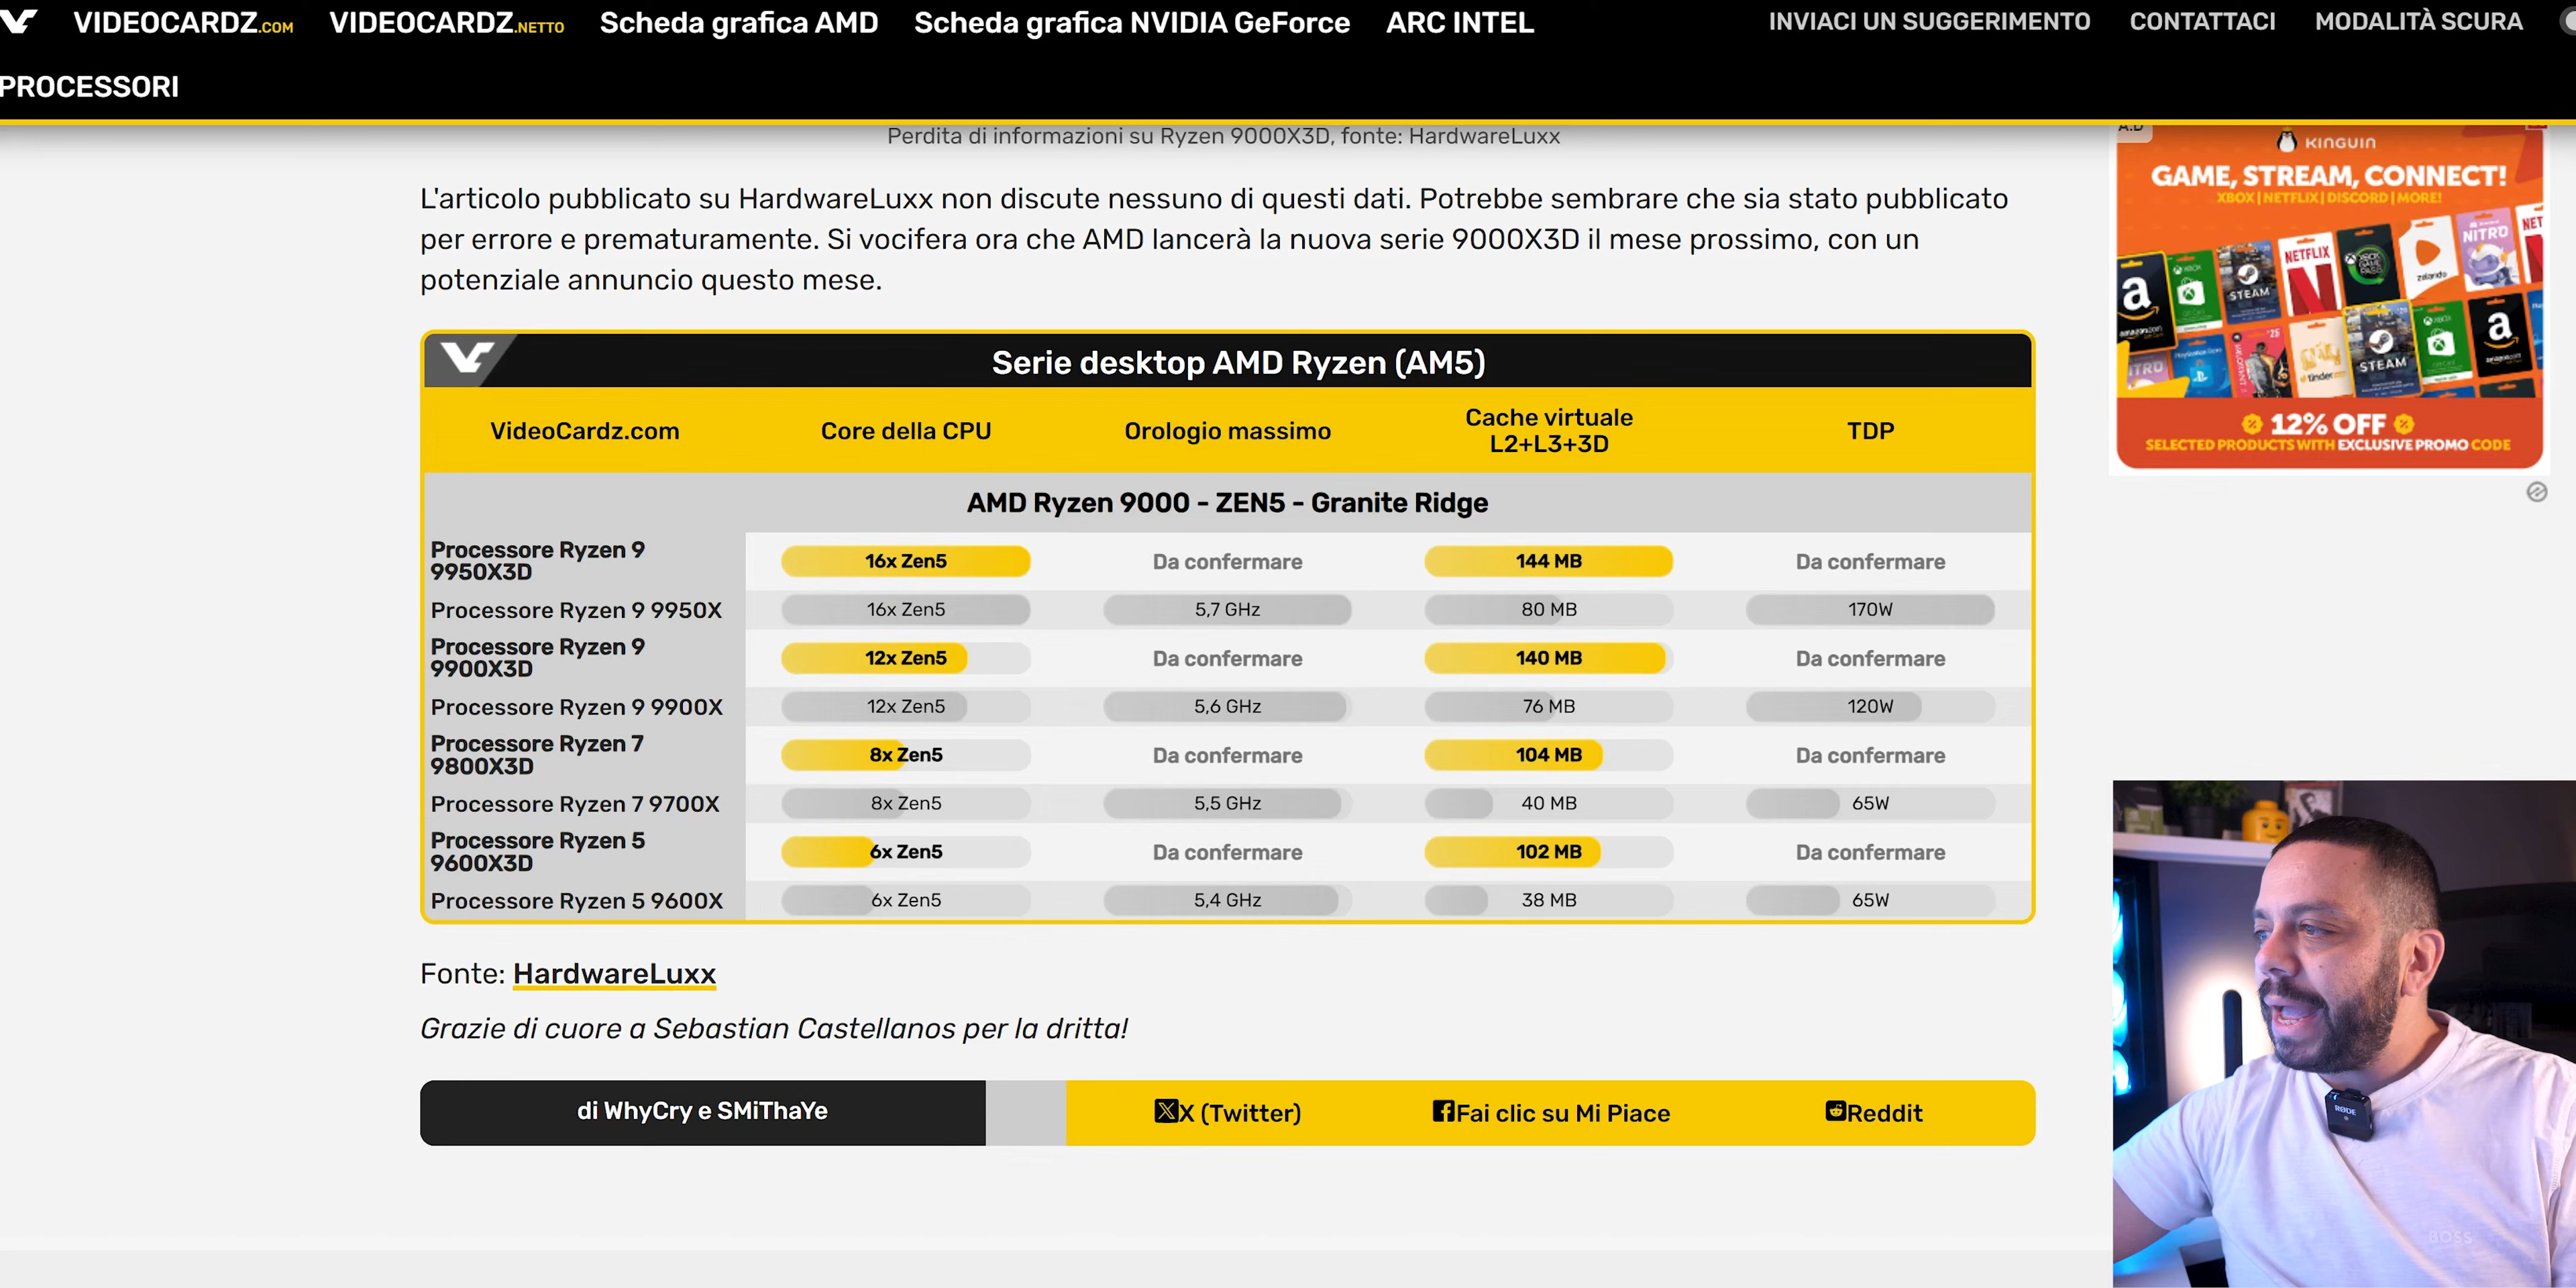 VIDEOCARDZ.COM VIDEOCARDZ.NETTO Scheda grafica AMD Scheda grafica NVIDIA GeForce ARC INTEL INVIACI UN SUGGERIMENTO CONTATTACI MODALITÀ SCURA
PROCESSORI
Perdita di informazioni su Ryzen 9000X3D, fonte: HardwareLuxx
L'articolo pubblicato su HardwareLuxx non discute nessuno di questi dati. Potrebbe sembrare che sia stato pubblicato
per errore e prematuramente. Si vocifera ora che AMD lancerà la nuova serie 9000X3D il mese prossimo, con un
potenziale annuncio questo mese.
Serie desktop AMD Ryzen (AM5)
VideoCardz.com Core della CPU Orologio massimo Cache virtuale
L2+L3+3D TDP
AMD Ryzen 9000 - ZEN5 - Granite Ridge
Processore Ryzen 9
9950X3D 16x Zen5 Da confermare 144 MB Da confermare
Processore Ryzen 9 9950X 16x Zen5 5,7 GHz 80 MB 170W
Processore Ryzen 9
9900X3D 12x Zen5 Da confermare 140 MB Da confermare
Processore Ryzen 9 9900X 12x Zen5 5,6 GHz 76 MB 120W
Processore Ryzen 7
9800X3D 8x Zen5 Da confermare 104 MB Da confermare
Processore Ryzen 7 9700X 8x Zen5 5,5 GHz 40 MB 65W
Processore Ryzen 5
9600X3D 6x Zen5 Da confermare 102 MB Da confermare
Processore Ryzen 5 9600X 6x Zen5 5,4 GHz 38 MB 65W
Fonte: HardwareLuxx
Grazie di cuore a Sebastian Castellanos per la dritta!
di WhyCry e SMiThaYe X (Twitter) Fai clic su Mi Piace Reddit
A.D
KINGUIN
GAME, STREAM, CONNECT!
XBOX | NETFLIX | DISCORD | MORE!
NETFLIX
NITRO
NET
XBOX
STEAM
zalando
a
N
STEAM
XBOX
a
tinder
12% OFF
SELECTED PRODUCTS WITH EXCLUSIVE PROMO CODE
RØDE
BOSS